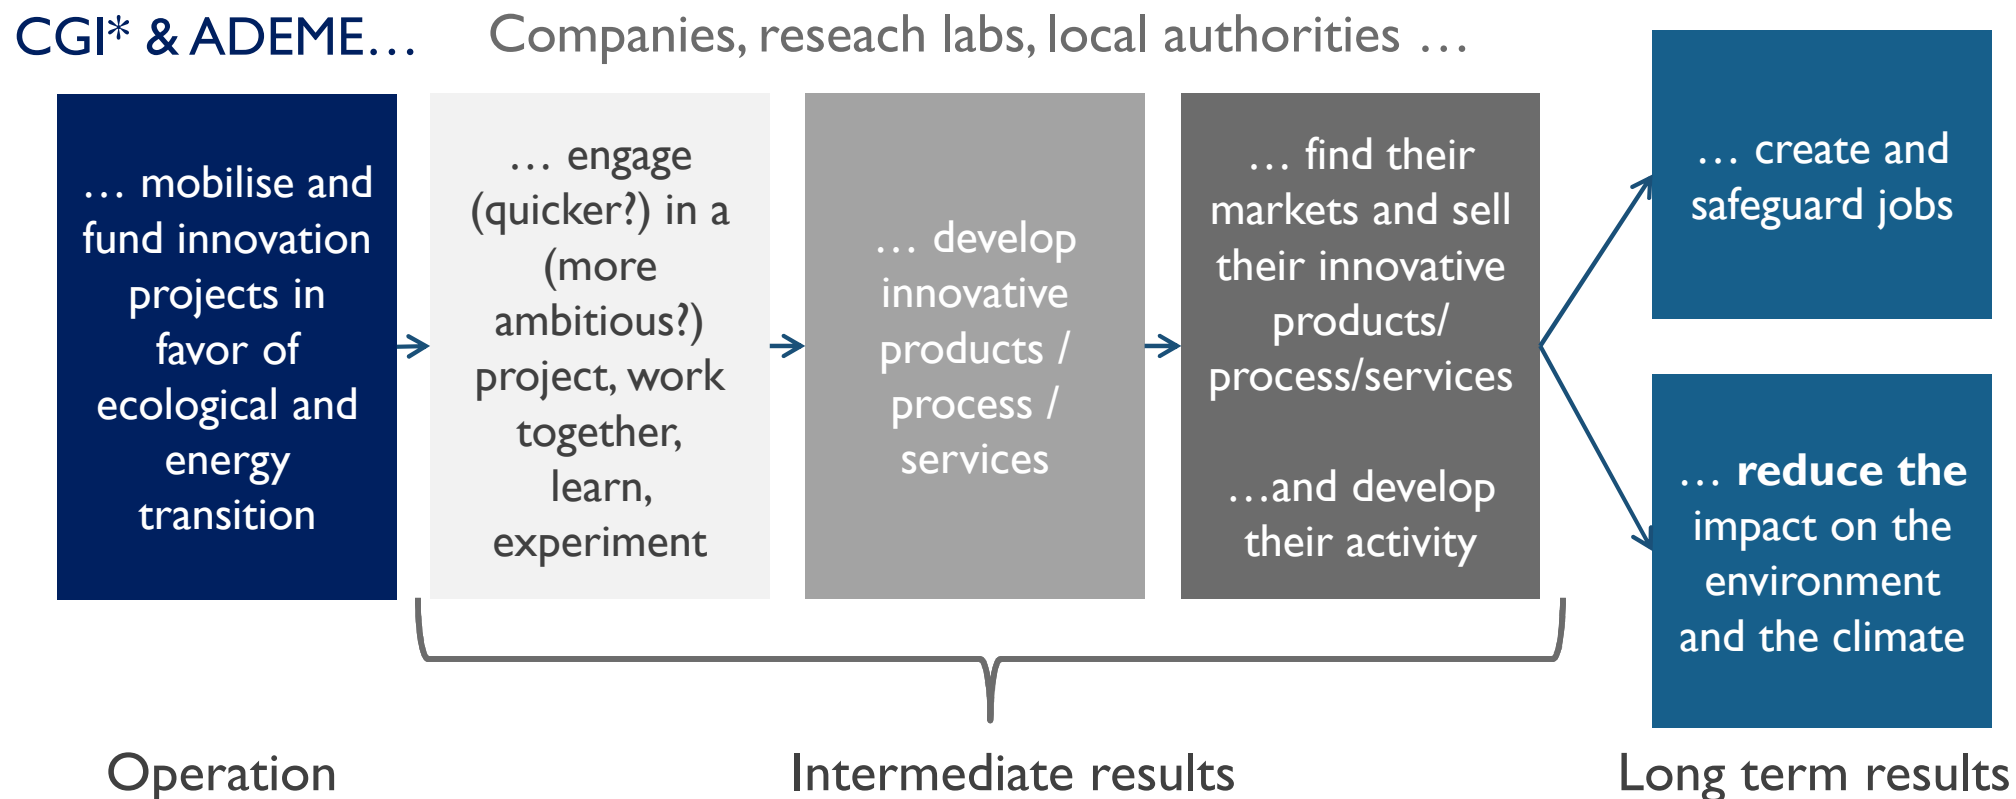 CGI* & ADEME…
Companies, reseach labs, local authorities …
… mobilise and
fund innovation
projects in
favor of
ecological and
energy
transition
… engage
(quicker?) in a
(more
ambitious?)
project, work
together,
learn,
experiment
… develop
innovative
products /
process /
services
… find their
markets and sell
their innovative
products/
process/services
…and develop
their activity
… create and
safeguard jobs
… reduce the
impact on the
environment
and the climate
Operation
Intermediate results
Long term results